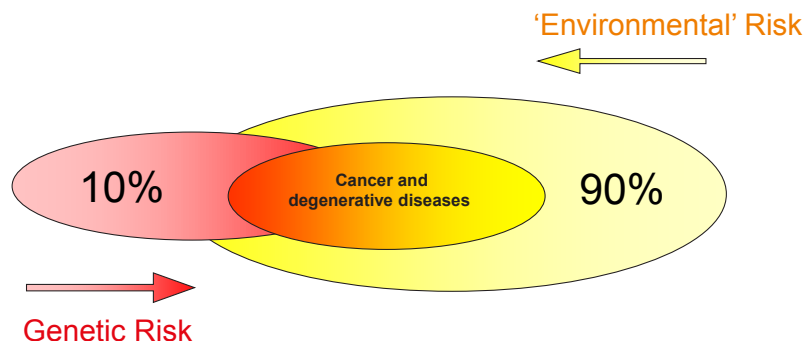 ‘Environmental’ Risk
10%
Cancer and
degenerative diseases
90%
Genetic Risk